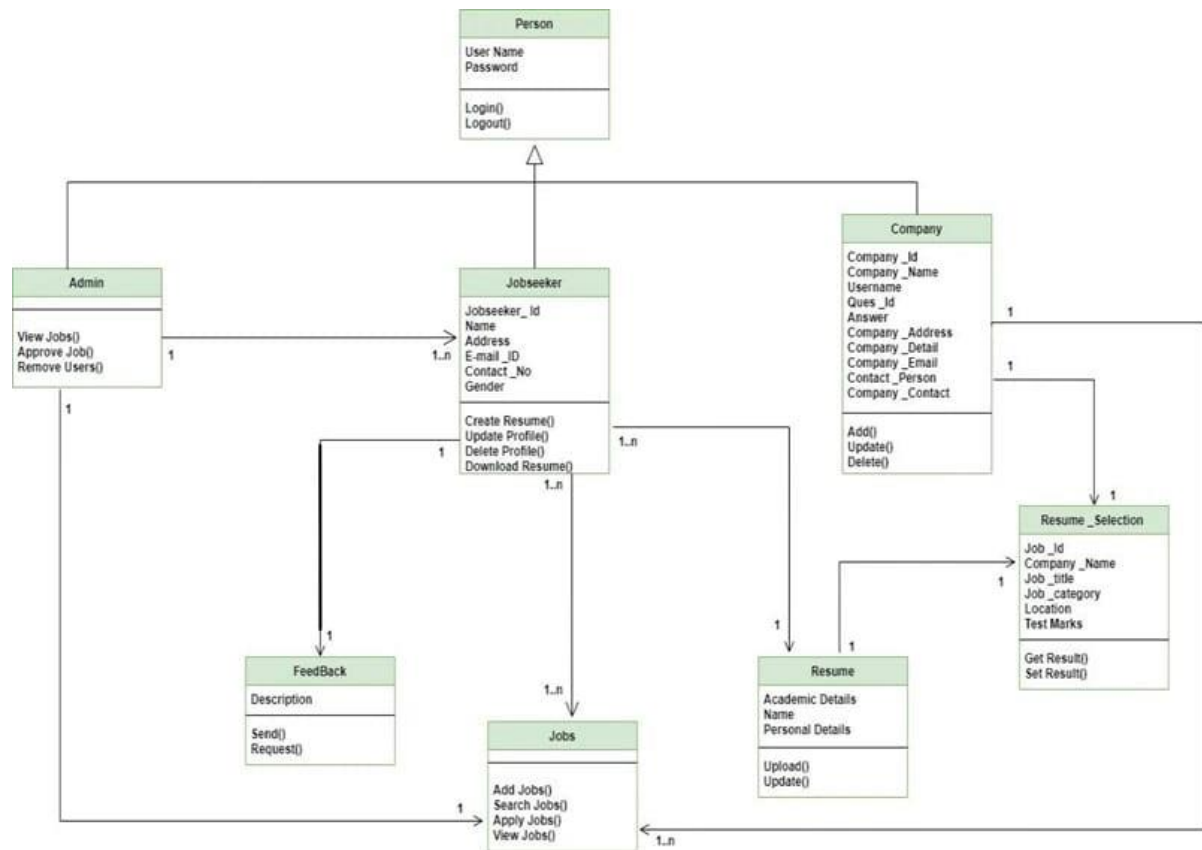 Person
User Name
Password
Login()
Logout()
Company
Company _Id
Company _Name
Username
Ques _Id
Answer
Company _Address
Company _Detail
Company _Email
Contact _Person
Company _Contact
Add()
Update()
Delete()
1
1
Admin
View Jobs()
Approve Job()
Remove Users()
1
1..n
1
Jobseeker
Jobseeker_ Id
Name
Address
E-mail _ID
Contact _No
Gender
Create Resume()
Update Profile()
Delete Profile()
Download Resume()
1
1..n
1..n
1
Resume _Selection
Job _Id
Company _Name
Job _title
Job _category
Location
Test Marks
Get Result()
Set Result()
1
1
FeedBack
Description
Send()
Request()
1
1
1
Resume
Academic Details
Name
Personal Details
Upload()
Update()
1..n
Jobs
Add Jobs()
Search Jobs()
Apply Jobs()
View Jobs()
1
1..n